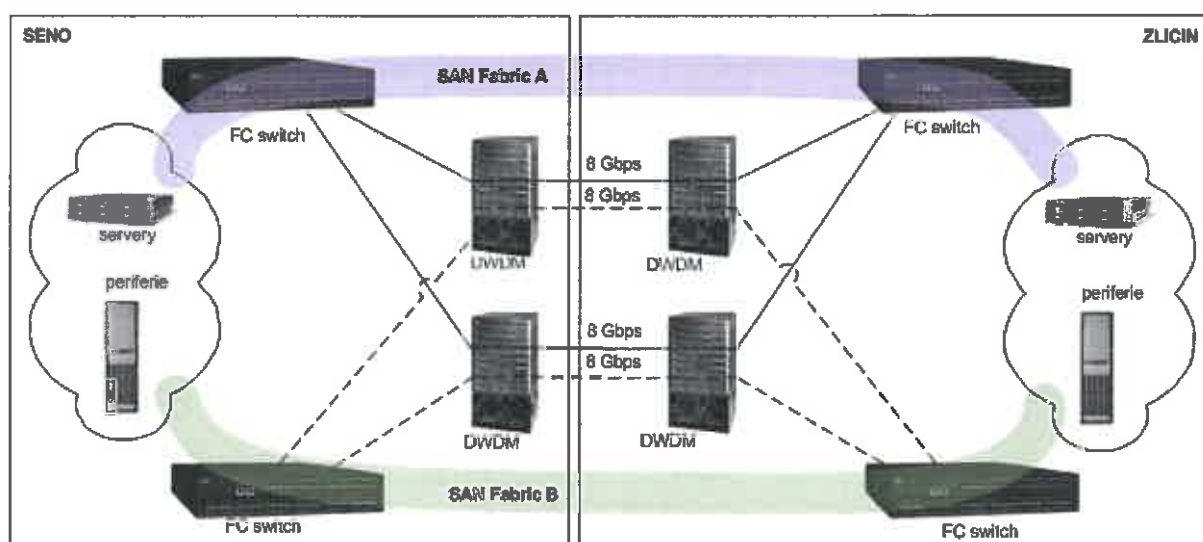 SENO
ZLICIN
SAN Fabric A
FC switch
FC switch
8 Gbps
8 Gbps
servery
servery
DWDM
DWDM
periferie
periferie
8 Gbps
8 Gbps
DWDM
DWDM
SAN Fabric B
FC switch
FC switch